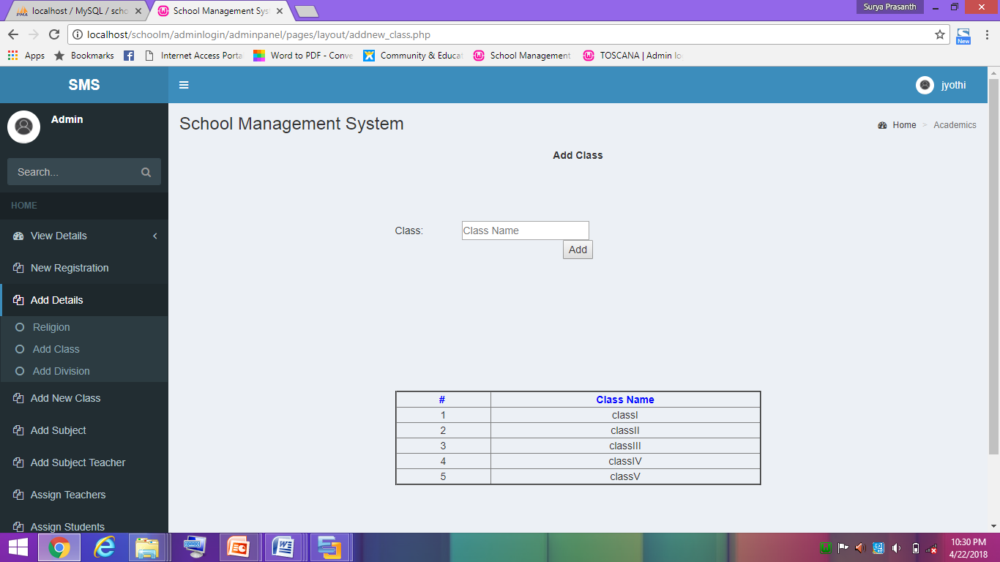 Surya Prasanth
PMA localhost / MySQL / scho
School Management Syst
localhost/schoolm/adminlogin/adminpanel/pages/layout/addnew_class.php
New
Apps Bookmarks Internet Access Porta Word to PDF - Conve Community & Educat School Management TOSCANA | Admin lo
SMS
jyothi
Admin
School Management System
Home > Academics
Add Class
Search...
HOME
Class: Class Name
View Details
Add
New Registration
Add Details
Religion
Add Class
Add Division
Add New Class
Add Subject
Add Subject Teacher
Assign Teachers
Assign Students
# Class Name
1 classI
2 classII
3 classIII
4 classIV
5 classV
10:30 PM
4/22/2018